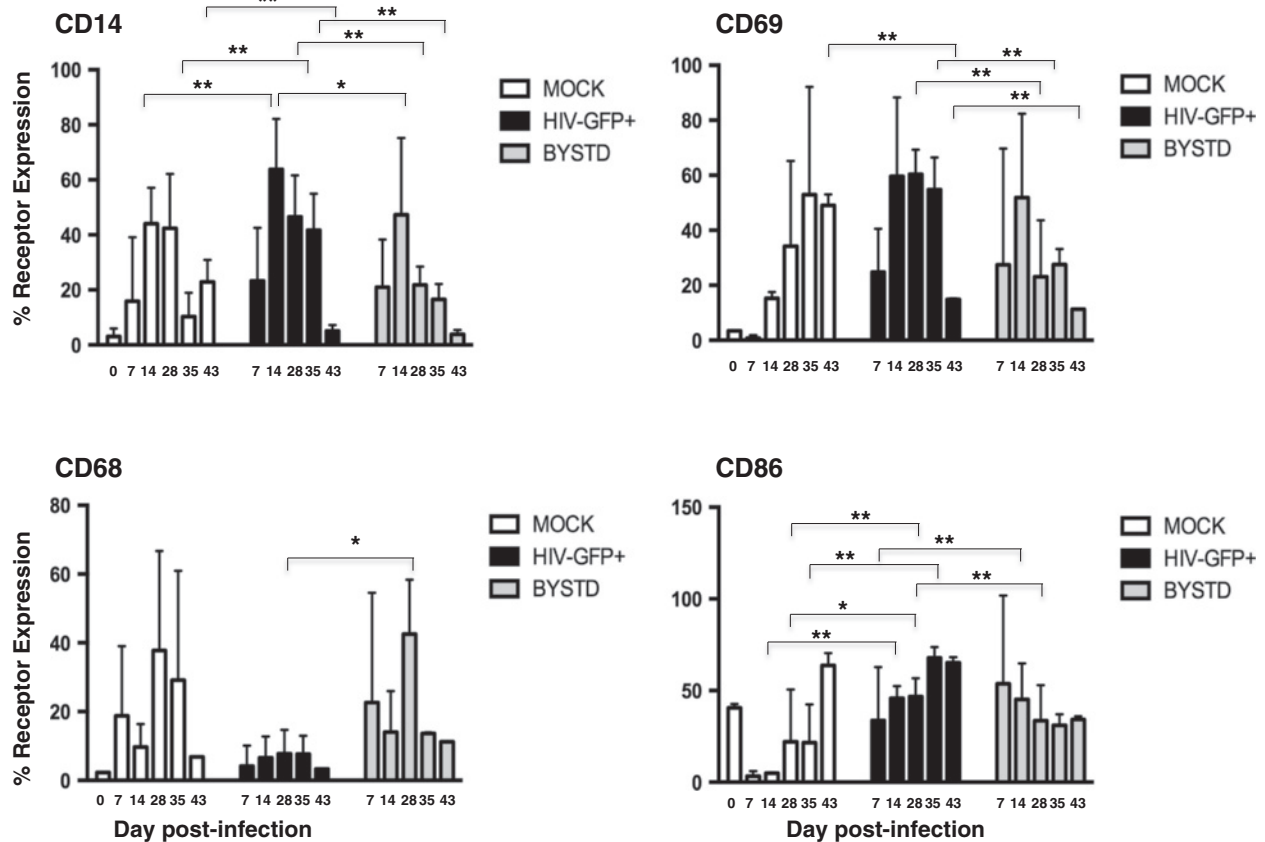 CD14
**
**
**
**
**
*
% Receptor Expression
100
80
60
40
20
0
MOCK
HIV-GFP+
BYSTD
0 7 14 28 35 43 7 14 28 35 43 7 14 28 35 43
CD69
**
**
**
**
100
80
60
40
20
0
MOCK
HIV-GFP+
BYSTD
0 7 14 28 35 43 7 14 28 35 43 7 14 28 35 43
CD68
*
% Receptor Expression
80
60
40
20
0
MOCK
HIV-GFP+
BYSTD
0 7 14 28 35 43 7 14 28 35 43 7 14 28 35 43
Day post-infection
CD86
**
**
**
**
*
**
150
100
50
0
MOCK
HIV-GFP+
BYSTD
0 7 14 28 35 43 7 14 28 35 43 7 14 28 35 43
Day post-infection